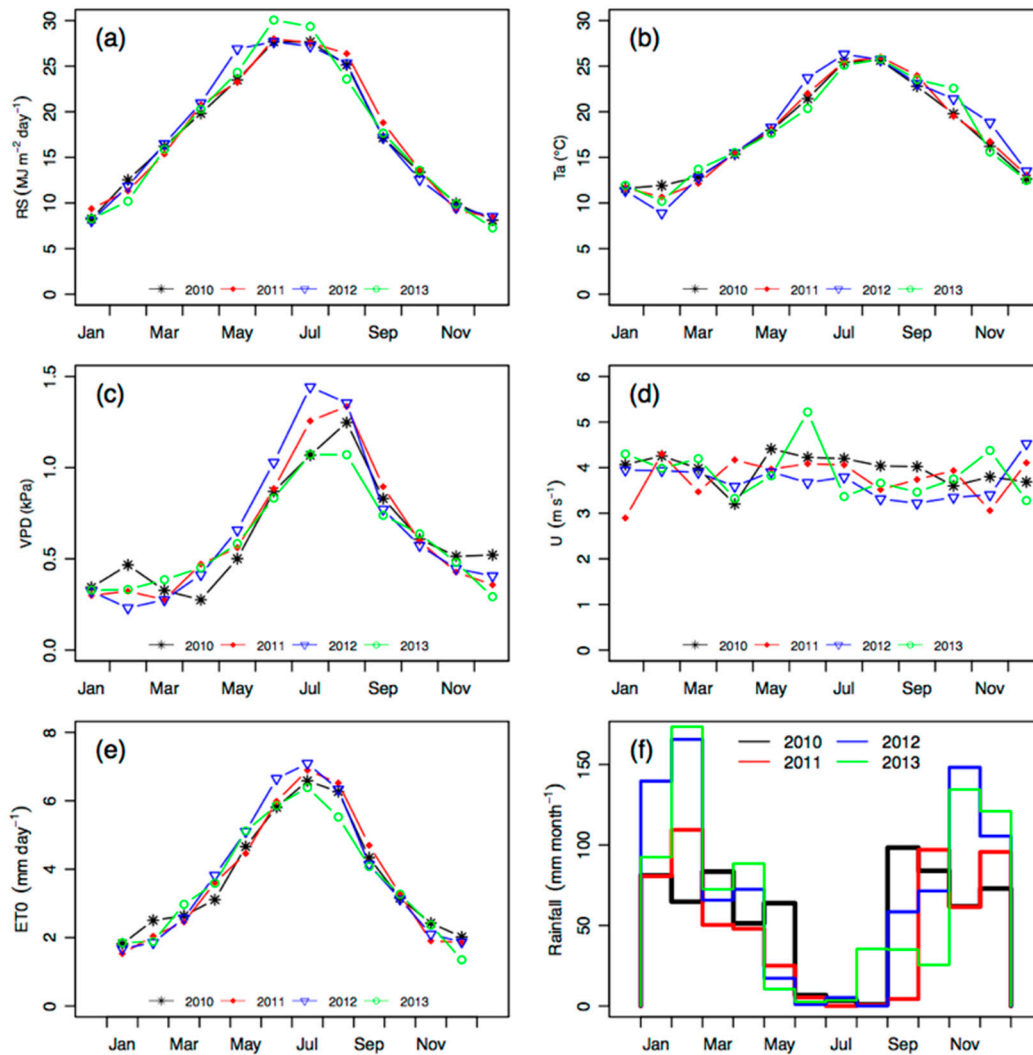 (a)
RS (MJ m⁻² day⁻¹)
30
25
20
15
10
5
0
2010 2011 2012 2013
Jan Mar May Jul Sep Nov
(b)
Ta (°C)
30
25
20
15
10
5
0
2010 2011 2012 2013
Jan Mar May Jul Sep Nov
(c)
VPD (kPa)
1.5
1.0
0.5
0.0
2010 2011 2012 2013
Jan Mar May Jul Sep Nov
(d)
U (m s⁻¹)
6
5
4
3
2
1
0
2010 2011 2012 2013
Jan Mar May Jul Sep Nov
(e)
ET0 (mm day⁻¹)
8
6
4
2
0
2010 2011 2012 2013
Jan Mar May Jul Sep Nov
(f)
Rainfall (mm month⁻¹)
150
100
50
0
2010 2012
2011 2013
Jan Mar May Jul Sep Nov